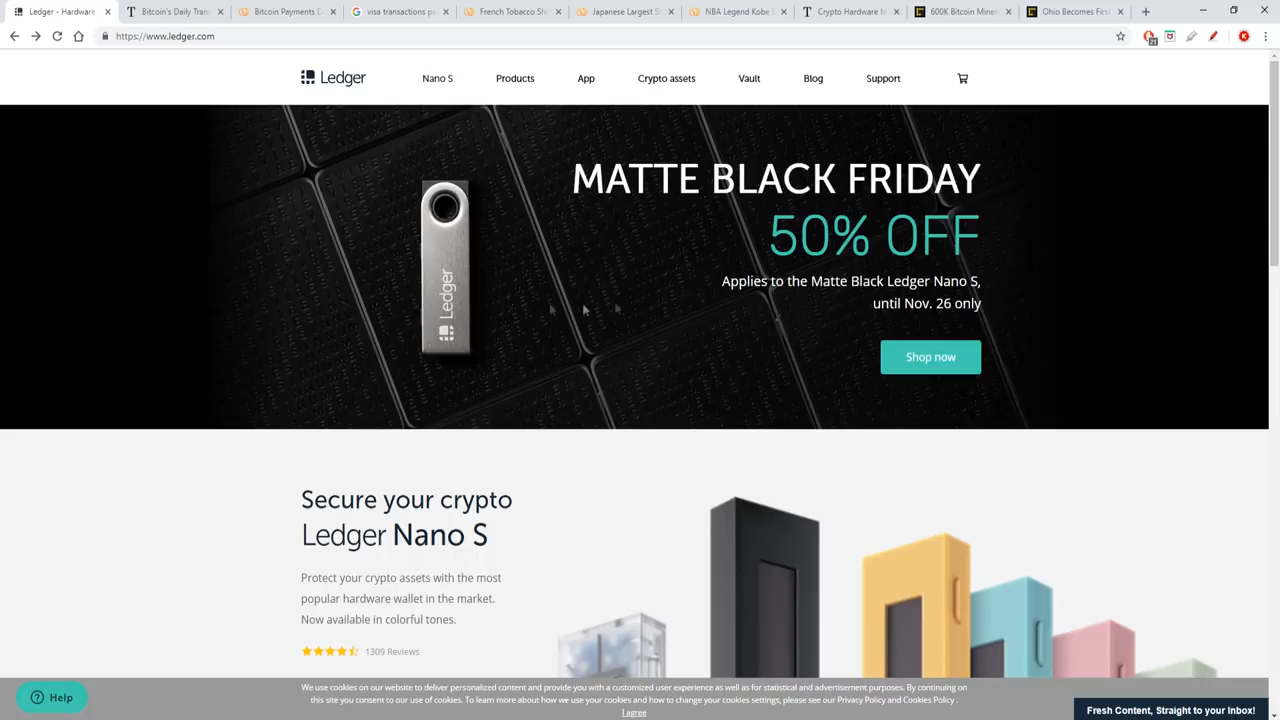 Ledger - Hardware
Bitcoin's Daily Tran
Bitcoin Payments D
visa transactions pe
French Tobacco Sh
Japanese Largest S
NBA Legend Kobe
Crypto Hardware
600K Bitcoin Miner
Ohio Becomes First
https://www.ledger.com
21
Ledger
Nano S
Products
App
Crypto assets
Vault
Blog
Support
MATTE BLACK FRIDAY
50% OFF
Applies to the Matte Black Ledger Nano S,
until Nov. 26 only
Ledger
Shop now
Secure your crypto
Ledger Nano S
Protect your crypto assets with the most
popular hardware wallet in the market.
Now available in colorful tones.
1309 Reviews
We use cookies on our website to deliver personalized content and provide you with a customized user experience as well as for statistical and advertisement purposes. By continuing on
this site you consent to our use of cookies. To learn more about how we use your cookies and how to change your cookies settings, please see our Privacy Policy and Cookies Policy .
I agree
Help
Fresh Content, Straight to your Inbox!